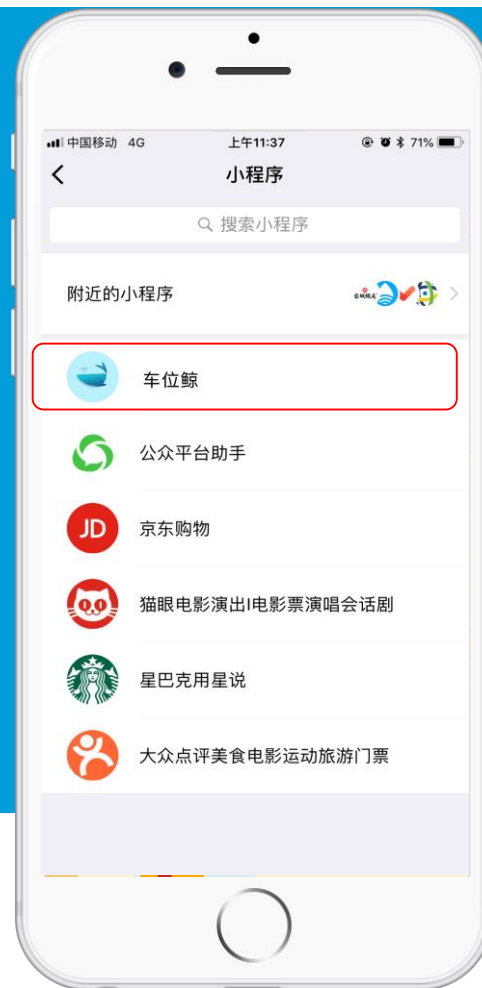 中国移动 4G 上午11:37 71%
小程序
搜索小程序
附近的小程序
车位鲸
公众平台助手
JD 京东购物
猫眼电影演出I电影票演唱会话剧
星巴克用星说
大众点评美食电影运动旅游门票